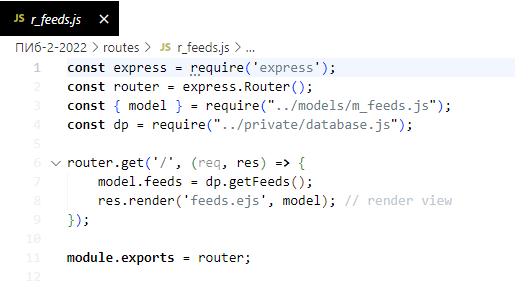 JS r_feeds.js ×
ПИб-2-2022 > routes > JS r_feeds.js > ...
1 const express = require('express');
2 const router = express.Router();
3 const { model } = require("../models/m_feeds.js");
4 const dp = require("../private/database.js");
5
6 router.get('/', (req, res) => {
7 model.feeds = dp.getFeeds();
8 res.render('feeds.ejs', model); // render view
9 });
10
11 module.exports = router;
12